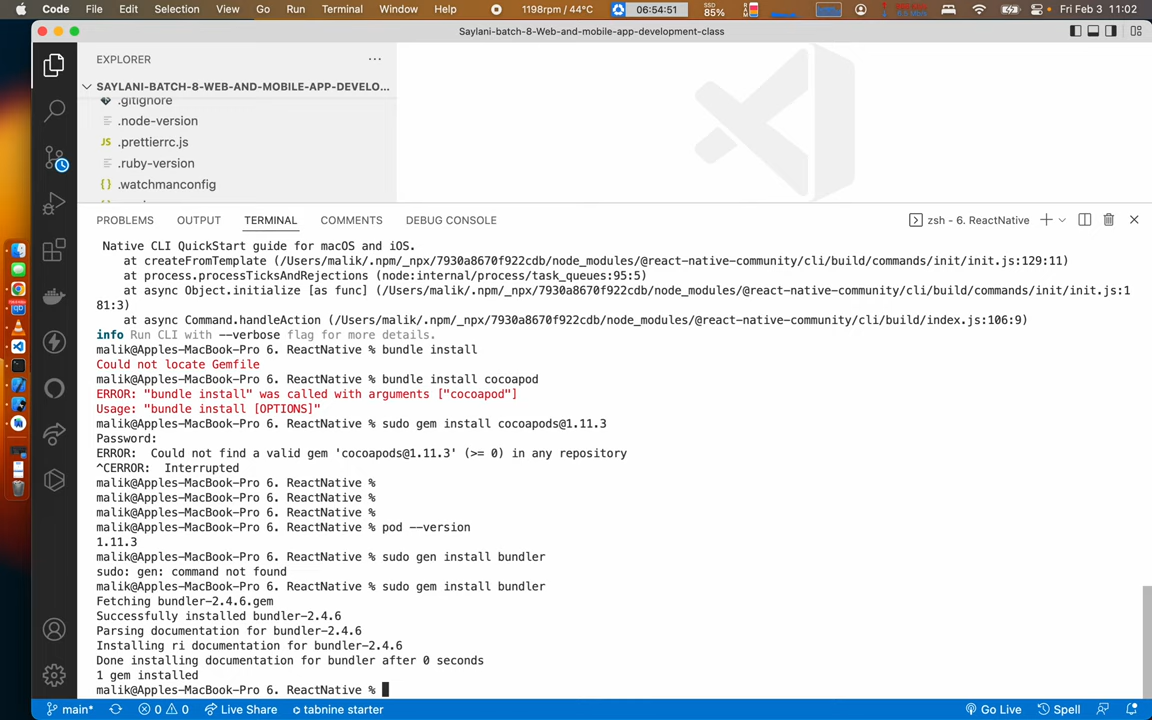 Code File Edit Selection View Go Run Terminal Window Help 1198rpm / 44°C 06:54:51 SSD 85% Fri Feb 3 11:02
Saylani-batch-8-Web-and-mobile-app-development-class
EXPLORER ...
SAYLANI-BATCH-8-WEB-AND-MOBILE-APP-DEVELO...
.gitignore
.node-version
JS .prettierrc.js
.ruby-version
{} .watchmanconfig
PROBLEMS OUTPUT TERMINAL COMMENTS DEBUG CONSOLE zsh - 6. ReactNative
Native CLI QuickStart guide for macOS and iOS.
at createFromTemplate (/Users/malik/.npm/_npx/7930a8670f922cdb/node_modules/@react-native-community/cli/build/commands/init/init.js:129:11)
at process.processTicksAndRejections (node:internal/process/task_queues:95:5)
at async Object.initialize [as func] (/Users/malik/.npm/_npx/7930a8670f922cdb/node_modules/@react-native-community/cli/build/commands/init/init.js:1
81:3)
at async Command.handleAction (/Users/malik/.npm/_npx/7930a8670f922cdb/node_modules/@react-native-community/cli/build/index.js:106:9)
info Run CLI with --verbose flag for more details.
malik@Apples-MacBook-Pro 6. ReactNative % bundle install
Could not locate Gemfile
malik@Apples-MacBook-Pro 6. ReactNative % bundle install cocoapod
ERROR: "bundle install" was called with arguments ["cocoapod"]
Usage: "bundle install [OPTIONS]"
malik@Apples-MacBook-Pro 6. ReactNative % sudo gem install cocoapods@1.11.3
Password:
ERROR:  Could not find a valid gem 'cocoapods@1.11.3' (>= 0) in any repository
^CERROR:  Interrupted
malik@Apples-MacBook-Pro 6. ReactNative %
malik@Apples-MacBook-Pro 6. ReactNative %
malik@Apples-MacBook-Pro 6. ReactNative %
malik@Apples-MacBook-Pro 6. ReactNative % pod --version
1.11.3
malik@Apples-MacBook-Pro 6. ReactNative % sudo gen install bundler
sudo: gen: command not found
malik@Apples-MacBook-Pro 6. ReactNative % sudo gem install bundler
Fetching bundler-2.4.6.gem
Successfully installed bundler-2.4.6
Parsing documentation for bundler-2.4.6
Installing ri documentation for bundler-2.4.6
Done installing documentation for bundler after 0 seconds
1 gem installed
malik@Apples-MacBook-Pro 6. ReactNative %
main* 0 0 Live Share tabnine starter Go Live Spell